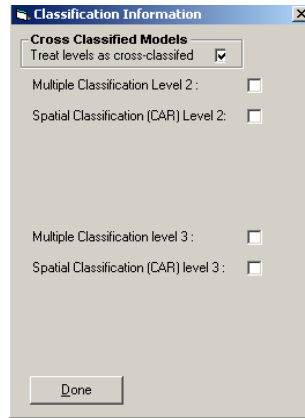 Classification Information
Cross Classified Models
Treat levels as cross-classifed
Multiple Classification Level 2 :
Spatial Classification (CAR) Level 2:
Multiple Classification level 3 :
Spatial Classification (CAR) level 3 :
Done